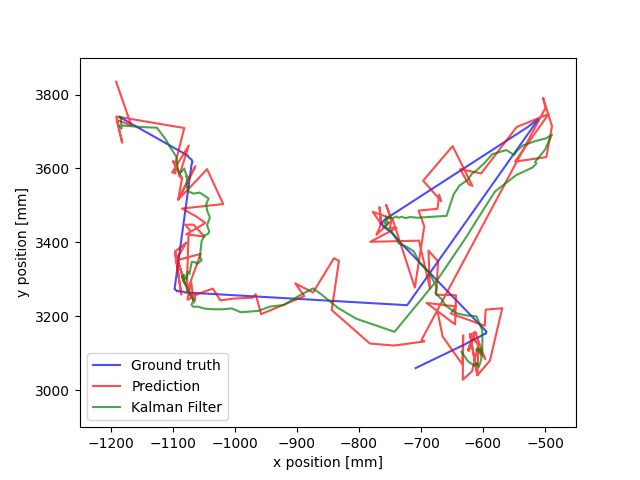 3800
3600
3400
3200
3000
y position [mm]
Ground truth
Prediction
Kalman Filter
−1200 −1100 −1000 −900 −800 −700 −600 −500
x position [mm]